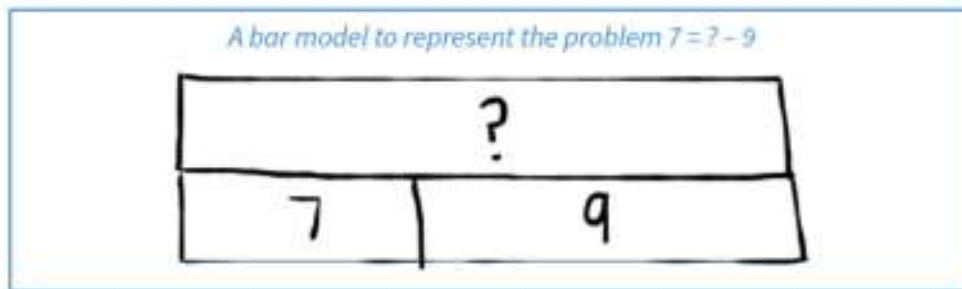 A bar model to represent the problem 7 = ? – 9
?
7 9